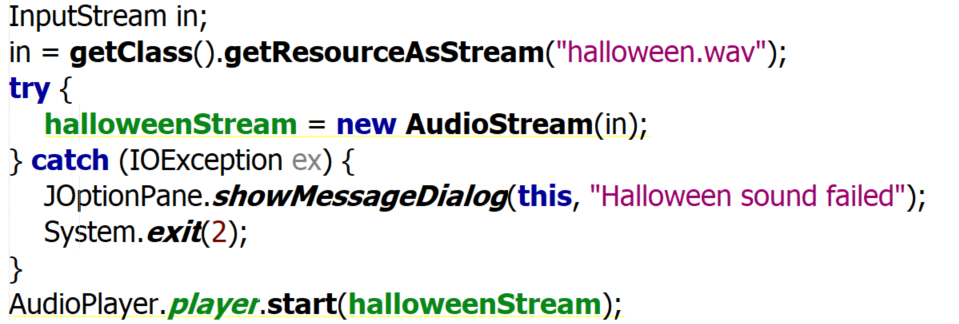 InputStream in;
in = getClass().getResourceAsStream("halloween.wav");
try {
halloweenStream = new AudioStream(in);
} catch (IOException ex) {
JOptionPane.showMessageDialog(this, "Halloween sound failed");
System.exit(2);
}
AudioPlayer.player.start(halloweenStream);